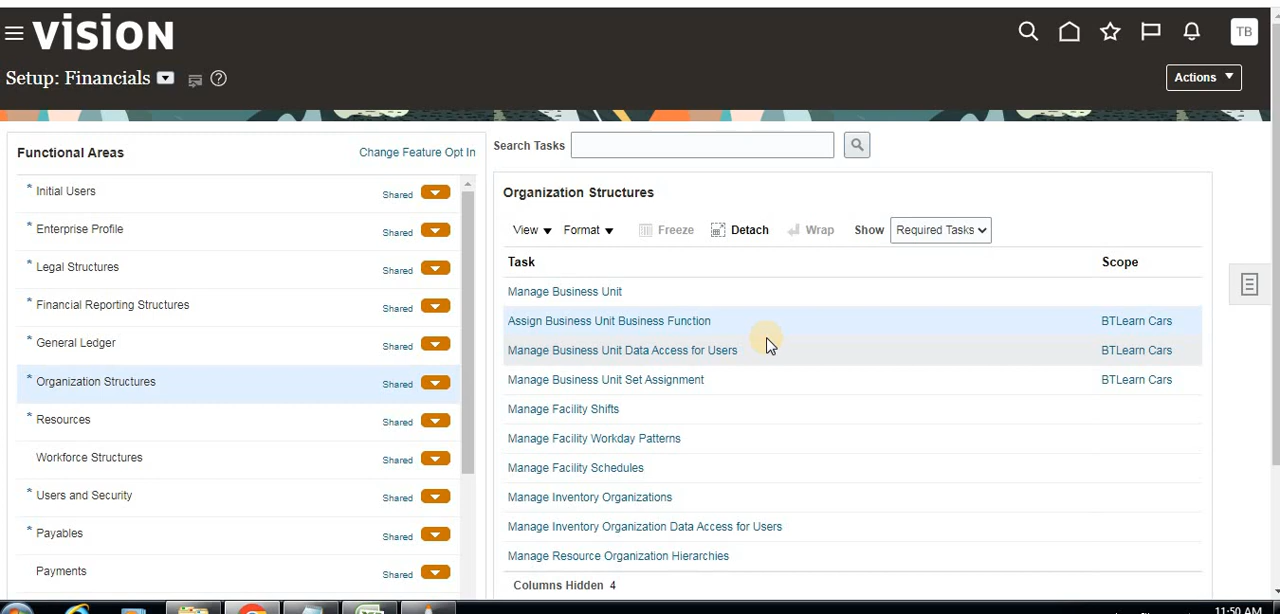 VISION
TB
Setup: Financials
Actions
Functional Areas
Change Feature Opt In
* Initial Users Shared
* Enterprise Profile Shared
* Legal Structures Shared
* Financial Reporting Structures Shared
* General Ledger Shared
* Organization Structures Shared
* Resources Shared
Workforce Structures Shared
* Users and Security Shared
* Payables Shared
Payments Shared
Search Tasks
Organization Structures
View Format Freeze Detach Wrap Show Required Tasks
Task Scope
Manage Business Unit
Assign Business Unit Business Function BTLearn Cars
Manage Business Unit Data Access for Users BTLearn Cars
Manage Business Unit Set Assignment BTLearn Cars
Manage Facility Shifts
Manage Facility Workday Patterns
Manage Facility Schedules
Manage Inventory Organizations
Manage Inventory Organization Data Access for Users
Manage Resource Organization Hierarchies
Columns Hidden 4
11:50 AM